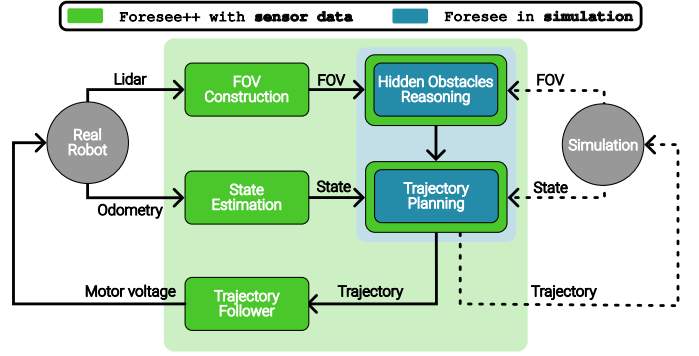 Foresee++ with sensor data
Foresee in simulation
Lidar
FOV
Construction
FOV
Hidden Obstacles
Reasoning
FOV
Real
Robot
Simulation
Odometry
State
Estimation
State
Trajectory
Planning
State
Motor voltage
Trajectory
Follower
Trajectory
Trajectory